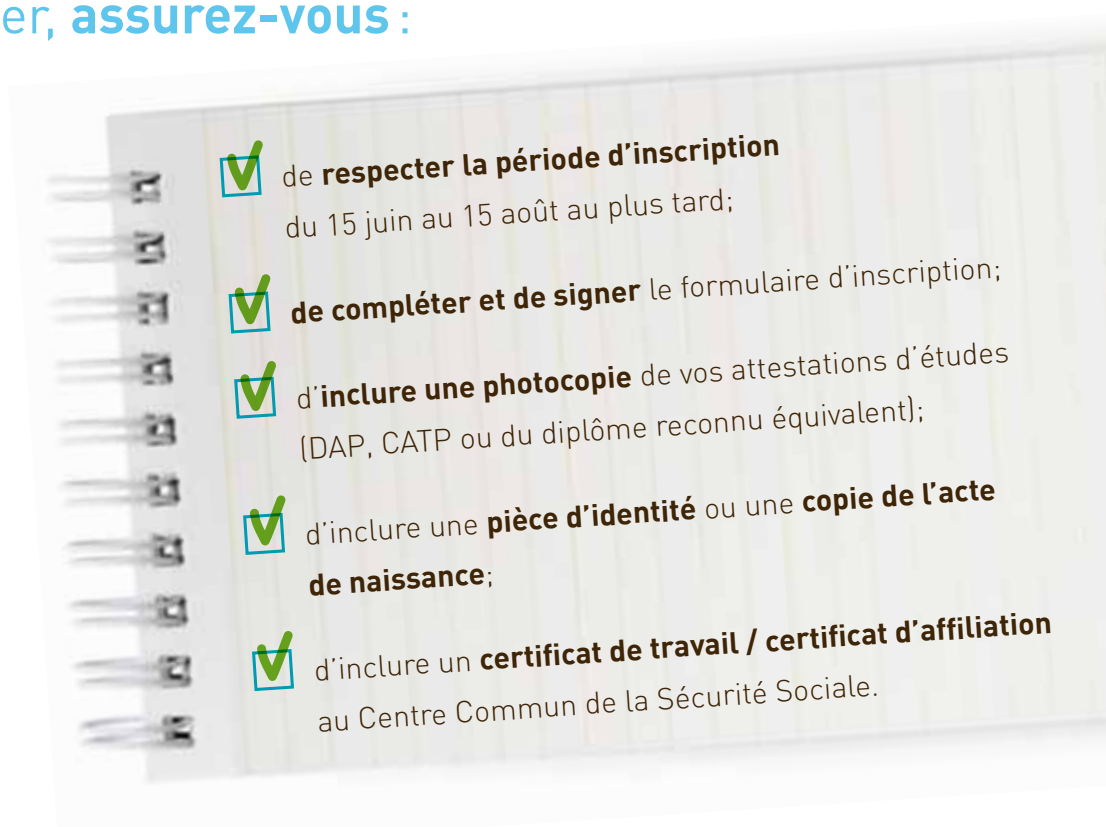 er, assurez-vous :
de respecter la période d’inscription
du 15 juin au 15 août au plus tard;
de compléter et de signer le formulaire d’inscription;
d’inclure une photocopie de vos attestations d’études
(DAP, CATP ou du diplôme reconnu équivalent);
d’inclure une pièce d’identité ou une copie de l’acte
de naissance;
d’inclure un certificat de travail / certificat d’affiliation
au Centre Commun de la Sécurité Sociale.